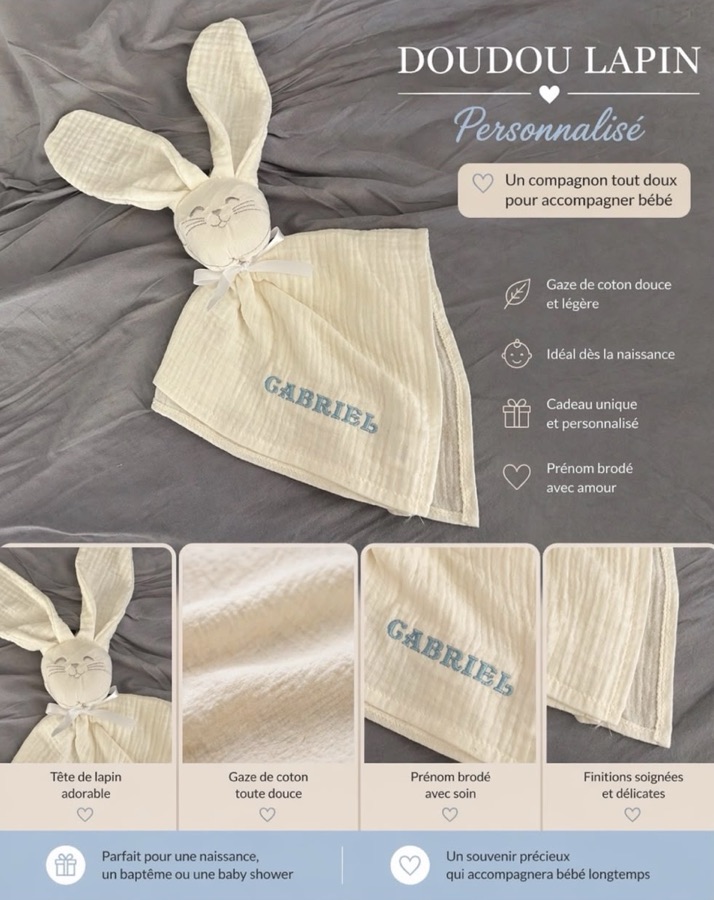 DOUDOU LAPIN
Personnalisé
Un compagnon tout doux
pour accompagner bébé
Gaze de coton douce
et légère
Idéal dès la naissance
Cadeau unique
et personnalisé
Prénom brodé
avec amour
GABRIEL
GABRIEL
Tête de lapin
adorable
Gaze de coton
toute douce
Prénom brodé
avec soin
Finitions soignées
et délicates
Parfait pour une naissance,
un baptême ou une baby shower
Un souvenir précieux
qui accompagnera bébé longtemps